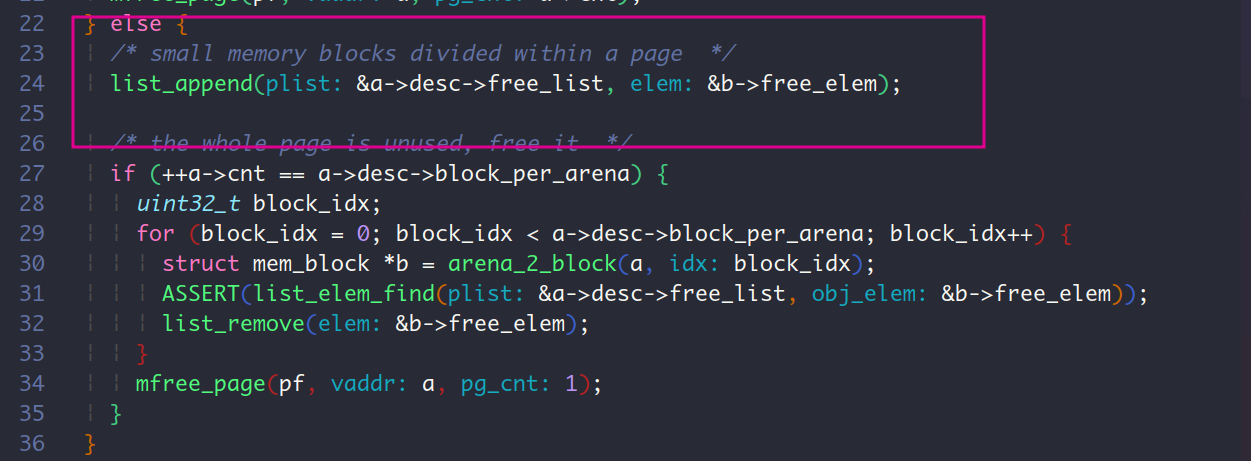 22 } else {
23 /* small memory blocks divided within a page  */
24 list_append(plist: &a->desc->free_list, elem: &b->free_elem);
25
26 /* the whole page is unused, free it  */
27 if (++a->cnt == a->desc->block_per_arena) {
28 uint32_t block_idx;
29 for (block_idx = 0; block_idx < a->desc->block_per_arena; block_idx++) {
30 struct mem_block *b = arena_2_block(a, idx: block_idx);
31 ASSERT(list_elem_find(plist: &a->desc->free_list, obj_elem: &b->free_elem));
32 list_remove(elem: &b->free_elem);
33 }
34 mfree_page(pf, vaddr: a, pg_cnt: 1);
35 }
36 }